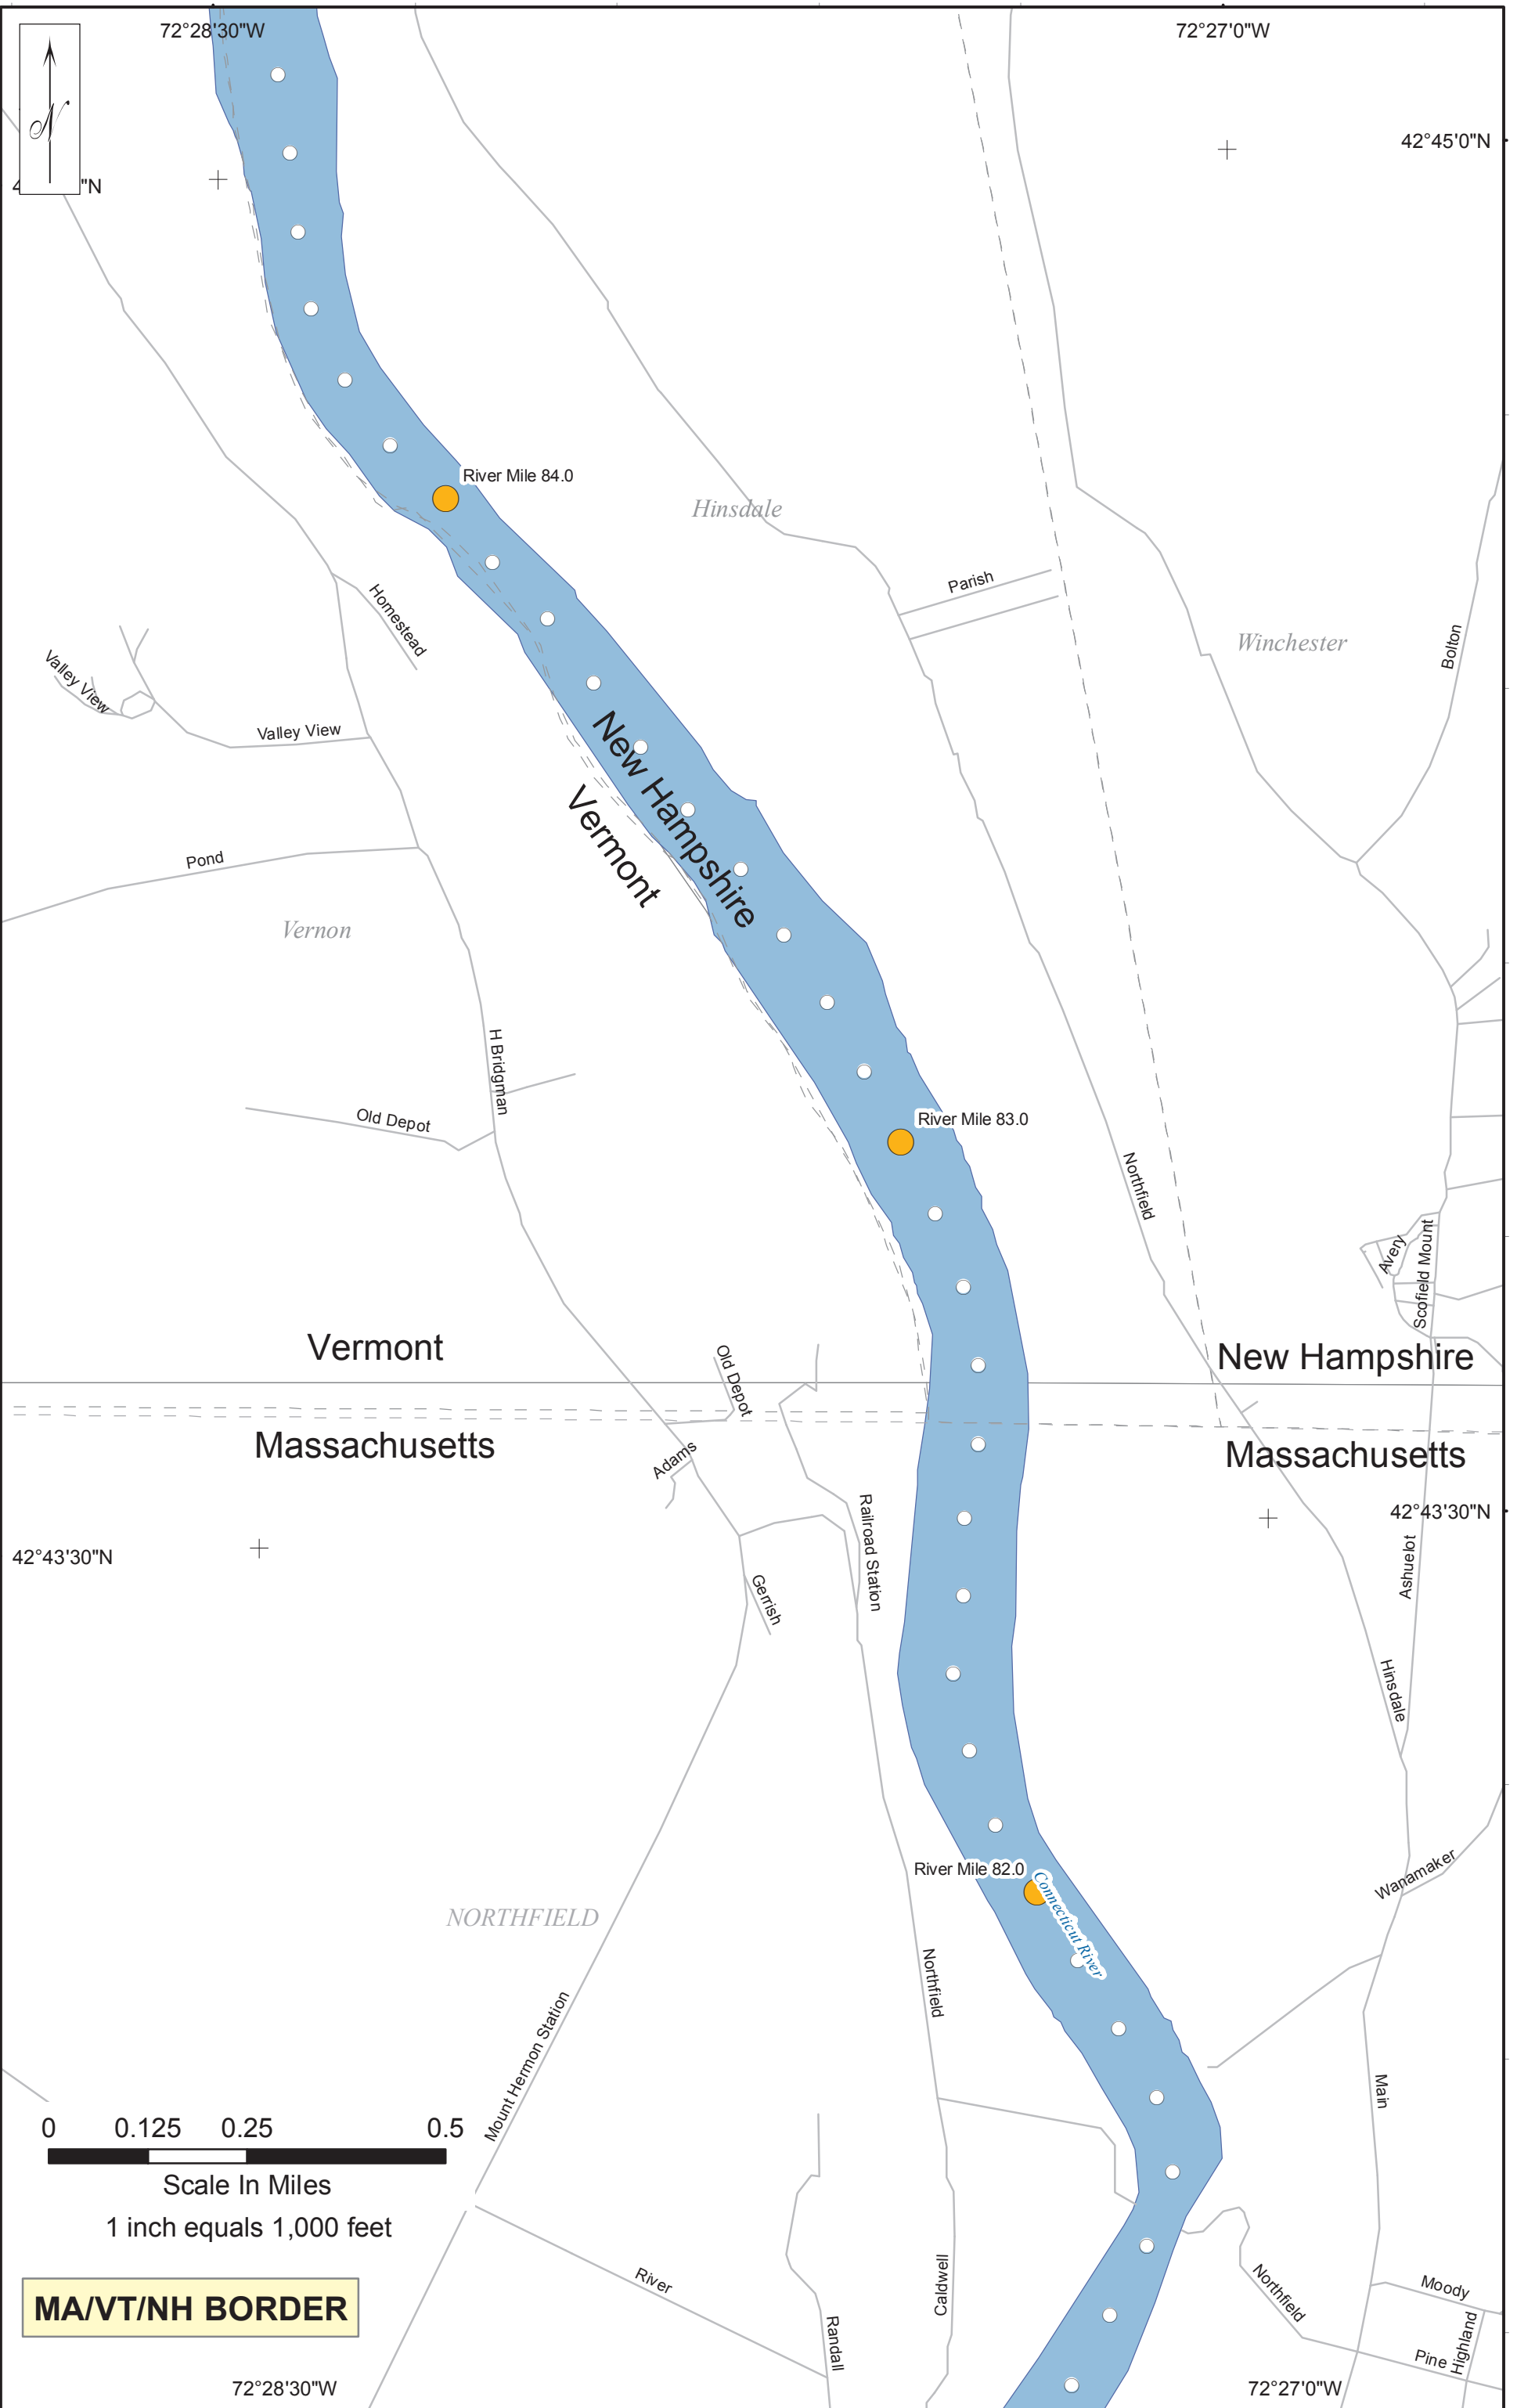 72°28'30"W
72°27'0"W
N
42°45'0"N
4
"N
River Mile 84.0
Hinsdale
Parish
Homestead
Winchester
Bolton
Valley View
Valley View
New Hampshire
Vermont
Pond
Vernon
H Bridgman
Old Depot
River Mile 83.0
Northfield
Avery
Scofield Mount
Vermont
New Hampshire
Old Depot
Massachusetts
Massachusetts
Adams
42°43'30"N
42°43'30"N
Railroad Station
Ashuelot
Gerrish
Hinsdale
River Mile 82.0
Connecticut River
Wanamaker
NORTHFIELD
Northfield
Mount Hermon Station
Main
0 0.125 0.25 0.5
Scale In Miles
1 inch equals 1,000 feet
River
Caldwell
Northfield
Moody
MA/VT/NH BORDER
Randall
Pine
Highland
72°28'30"W
72°27'0"W